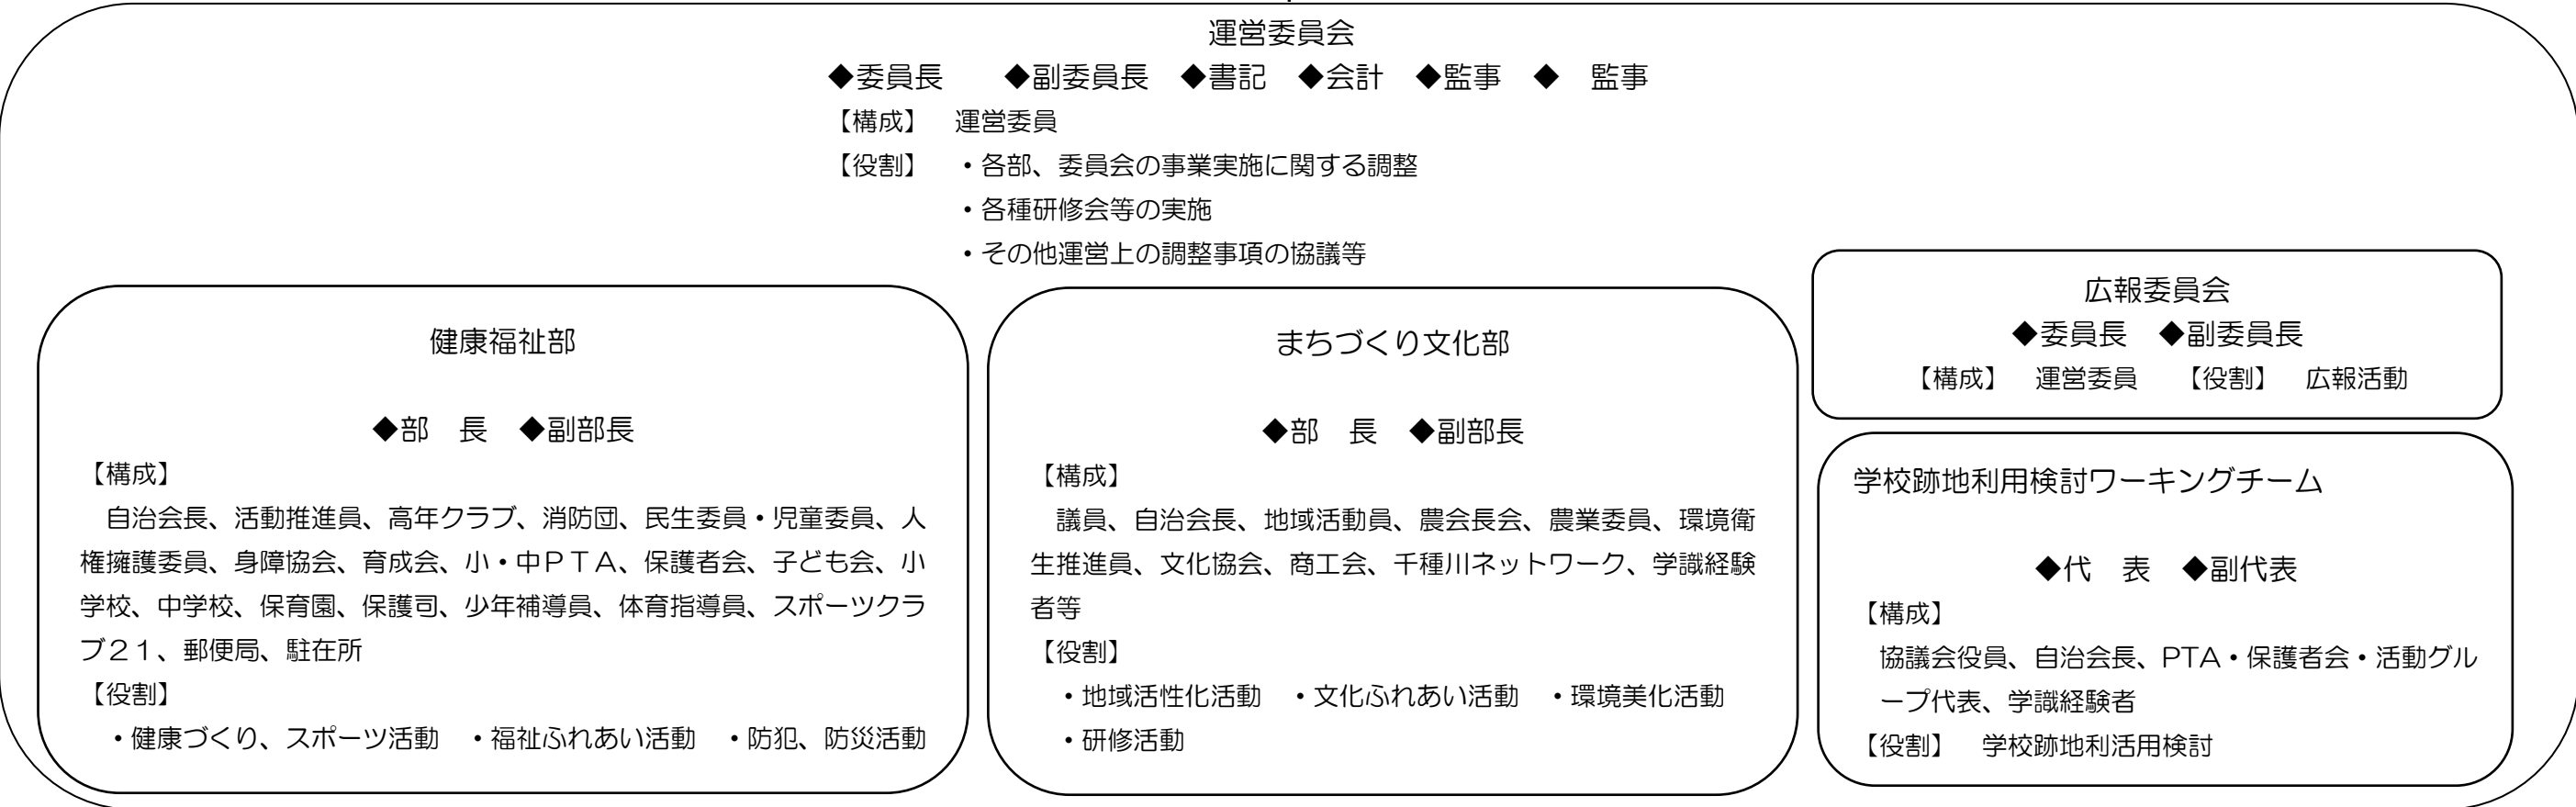 運営委員会
◆委員長　　◆副委員長　◆書記　◆会計　◆監事　◆　監事
【構成】　運営委員
【役割】　・各部、委員会の事業実施に関する調整
・各種研修会等の実施
・その他運営上の調整事項の協議等
健康福祉部
◆部　長　◆副部長
【構成】
自治会長、活動推進員、高年クラブ、消防団、民生委員・児童委員、人
権擁護委員、身障協会、育成会、小・中ＰＴＡ、保護者会、子ども会、小
学校、中学校、保育園、保護司、少年補導員、体育指導員、スポーツクラ
ブ２１、郵便局、駐在所
【役割】
・健康づくり、スポーツ活動　・福祉ふれあい活動　・防犯、防災活動
まちづくり文化部
◆部　長　◆副部長
【構成】
議員、自治会長、地域活動員、農会長会、農業委員、環境衛
生推進員、文化協会、商工会、千種川ネットワーク、学識経験
者等
【役割】
・地域活性化活動　・文化ふれあい活動　・環境美化活動
・研修活動
広報委員会
◆委員長　◆副委員長
【構成】　運営委員　【役割】　広報活動
学校跡地利用検討ワーキングチーム
◆代　表　◆副代表
【構成】
協議会役員、自治会長、PTA・保護者会・活動グル
ープ代表、学識経験者
【役割】　学校跡地利活用検討